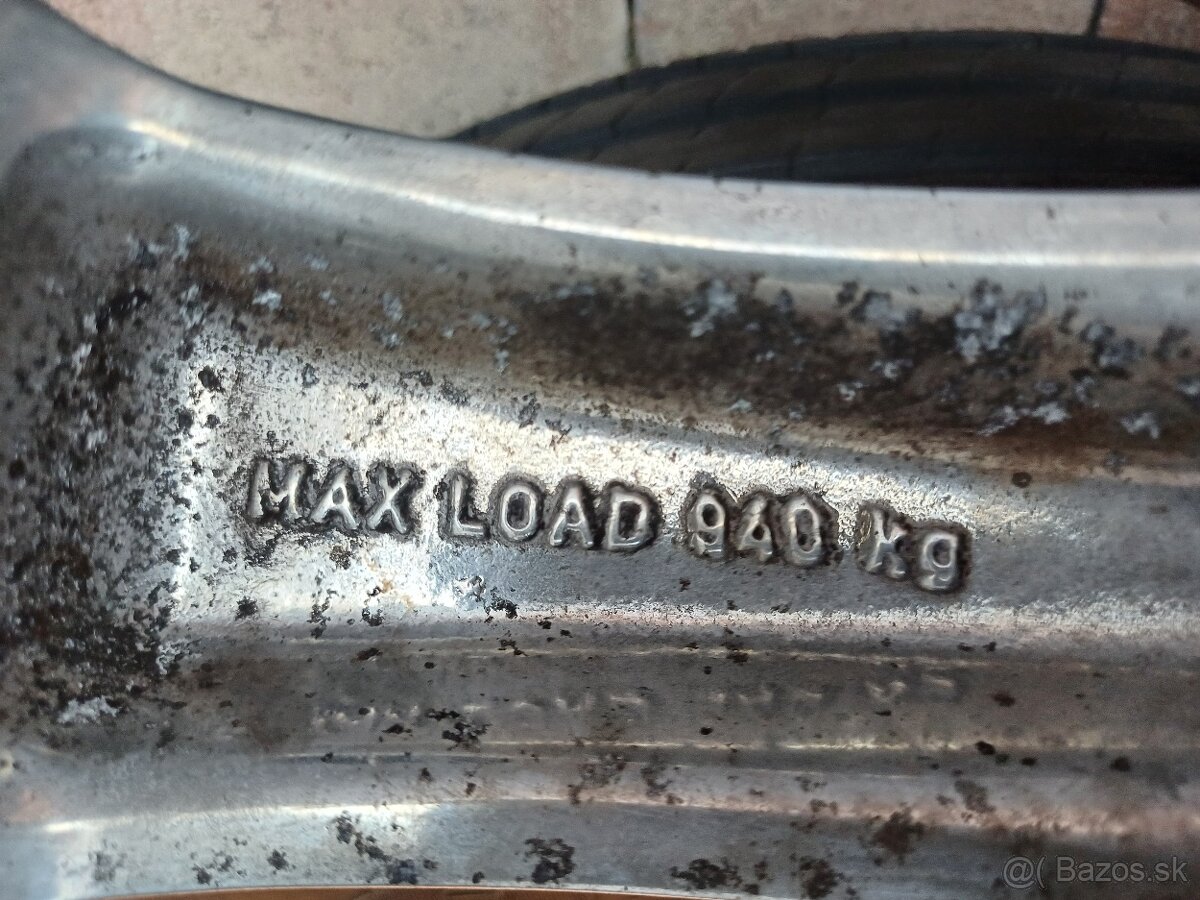 MAX LOAD 940 kg
@( Bazos.sk